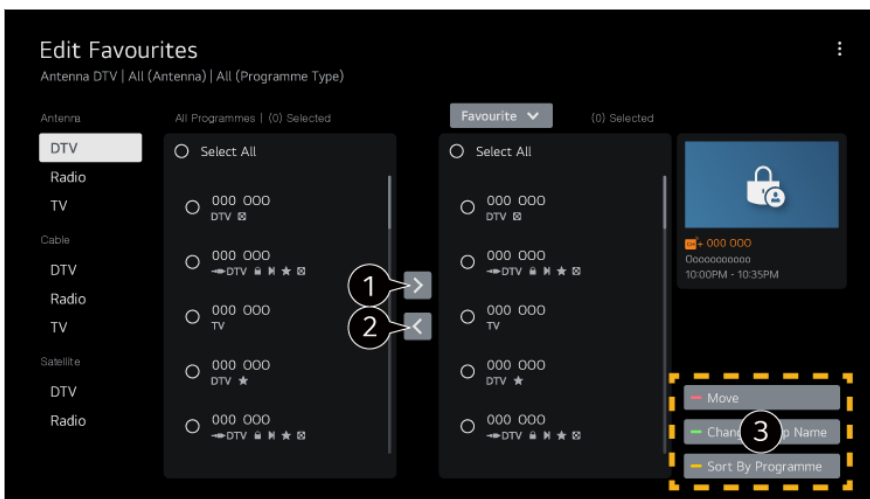 Edit Favourites
Antenna DTV | All (Antenna) | All (Programme Type)
Antenna
DTV
Radio
TV
Cable
DTV
Radio
TV
Satellite
DTV
Radio
All Programmes | (0) Selected
Select All
000 000
DTV
000 000
DTV
000 000
TV
000 000
DTV
000 000
DTV
1
2
Favourite
(0) Selected
Select All
000 000
DTV
000 000
DTV
000 000
TV
000 000
DTV
000 000
DTV
+ 000 000
Ooooooooooo
10:00PM - 10:35PM
Move
3
Name
Sort By Programme